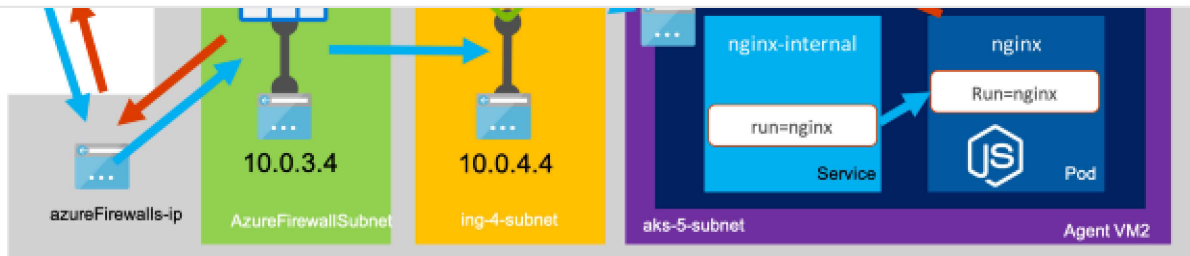 nginx-internal
nginx
Run=nginx
run=nginx
JS
10.0.3.4
10.0.4.4
Service
Pod
azureFirewalls-ip
AzureFirewallSubnet
ing-4-subnet
aks-5-subnet
Agent VM2